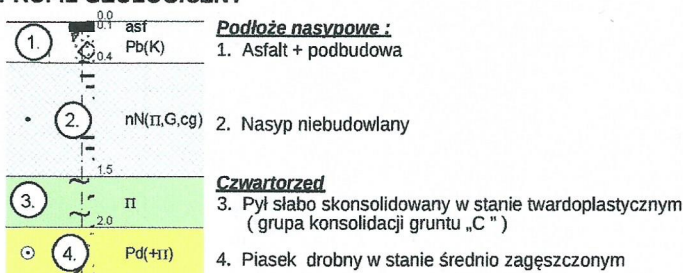 0.0
asf
0.1
1.
Pb(K)
0.4
2.
nN(π,G,cg)
1.5
3.
π
2.0
4.
Pd(+π)
Podłoże nasypowe :
1. Asfalt + podbudowa
2. Nasyp niebudowlany
Czwartorzęd
3. Pył słabo skonsolidowany w stanie twardoplastycznym
( grupa konsolidacji gruntu „C ” )
4. Piasek drobny w stanie średnio zagęszczonym